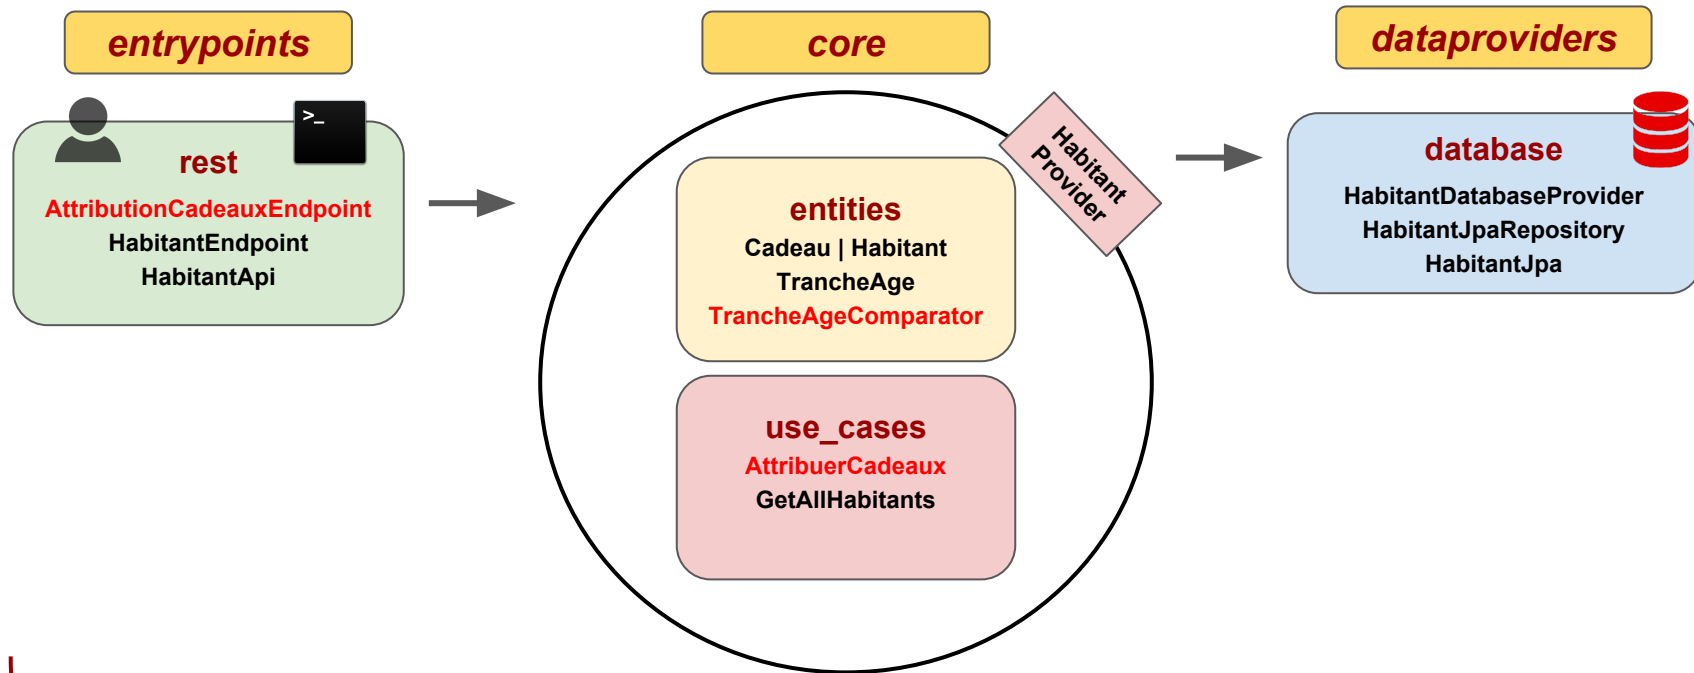 entrypoints
core
dataproviders
>_
rest
AttributionCadeauxEndpoint
HabitantEndpoint
HabitantApi
Habitant
Provider
entities
Cadeau | Habitant
TrancheAge
TrancheAgeComparator
use_cases
AttribuerCadeaux
GetAllHabitants
database
HabitantDatabaseProvider
HabitantJpaRepository
HabitantJpa